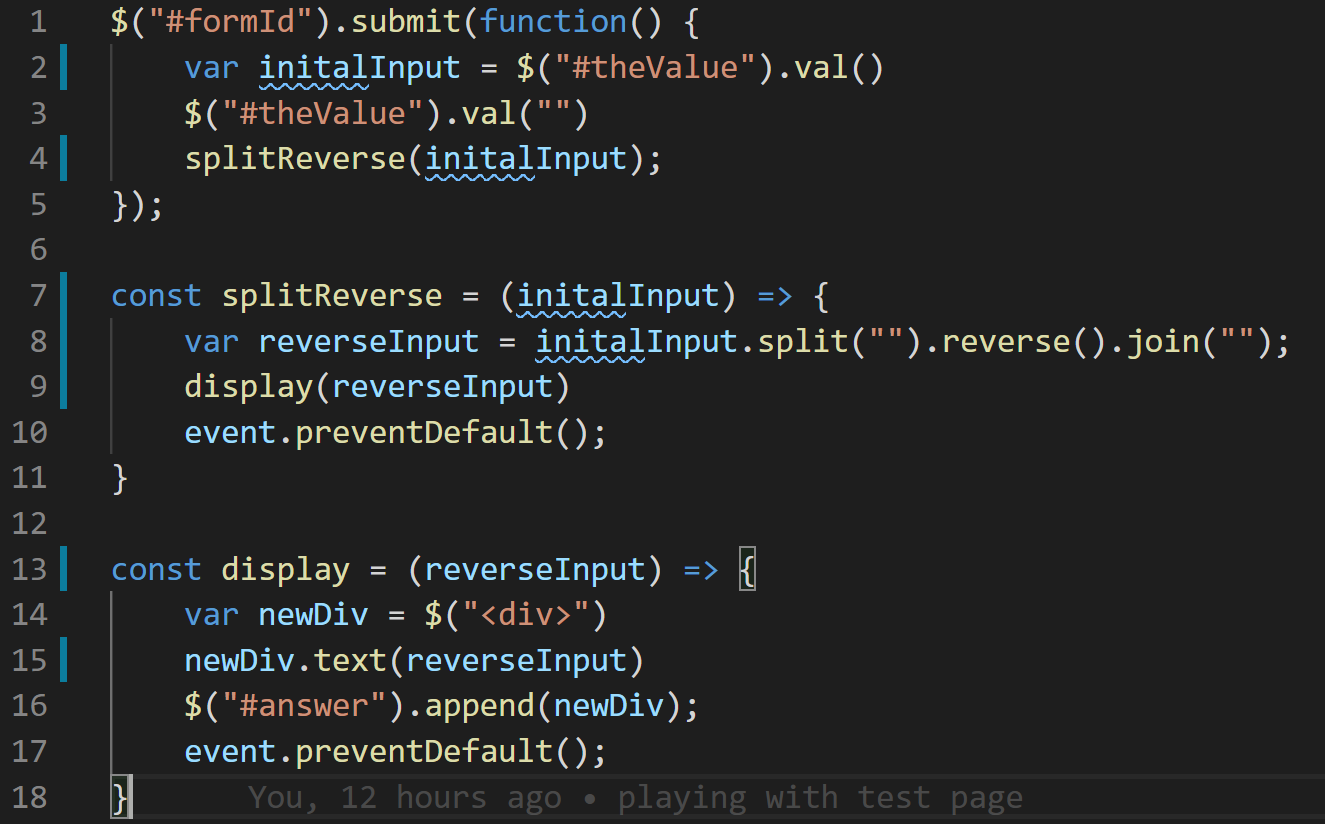 1 $("#formId").submit(function() {
2 var initalInput = $("#theValue").val()
3 $("#theValue").val("")
4 splitReverse(initalInput);
5 });
6
7 const splitReverse = (initalInput) => {
8 var reverseInput = initalInput.split("").reverse().join("");
9 display(reverseInput)
10 event.preventDefault();
11 }
12
13 const display = (reverseInput) => {
14 var newDiv = $("<div>")
15 newDiv.text(reverseInput)
16 $("#answer").append(newDiv);
17 event.preventDefault();
18 } You, 12 hours ago • playing with test page